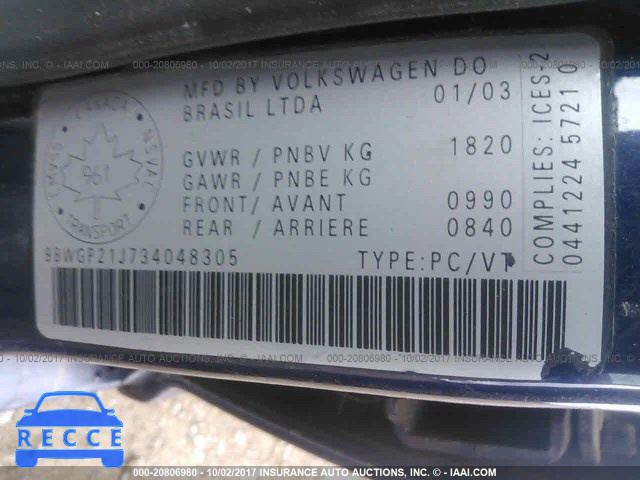 000-20806980 - 10/02/2017 INSURANCE AUTO AUCTIONS, INC. - © IAAI.COM
MFD BY VOLKSWAGEN DO
BRASIL LTDA
01/03
GVWR / PNBV KG 1820
GAWR / PNBE KG
FRONT/ AVANT 0990
REAR / ARRIERE 0840
9BWGP21J734048305 TYPE:PC/VT
COMPLIES: ICES-2
0441224 57210
CANADA
961
TRANSPORT
000-20806980 - 10/02/2017 INSURANCE AUTO AUCTIONS, INC. - © IAAI.COM
RECCE
000-20806980 - 10/02/2017 INSURANCE AUTO AUCTIONS, INC. - © IAAI.COM